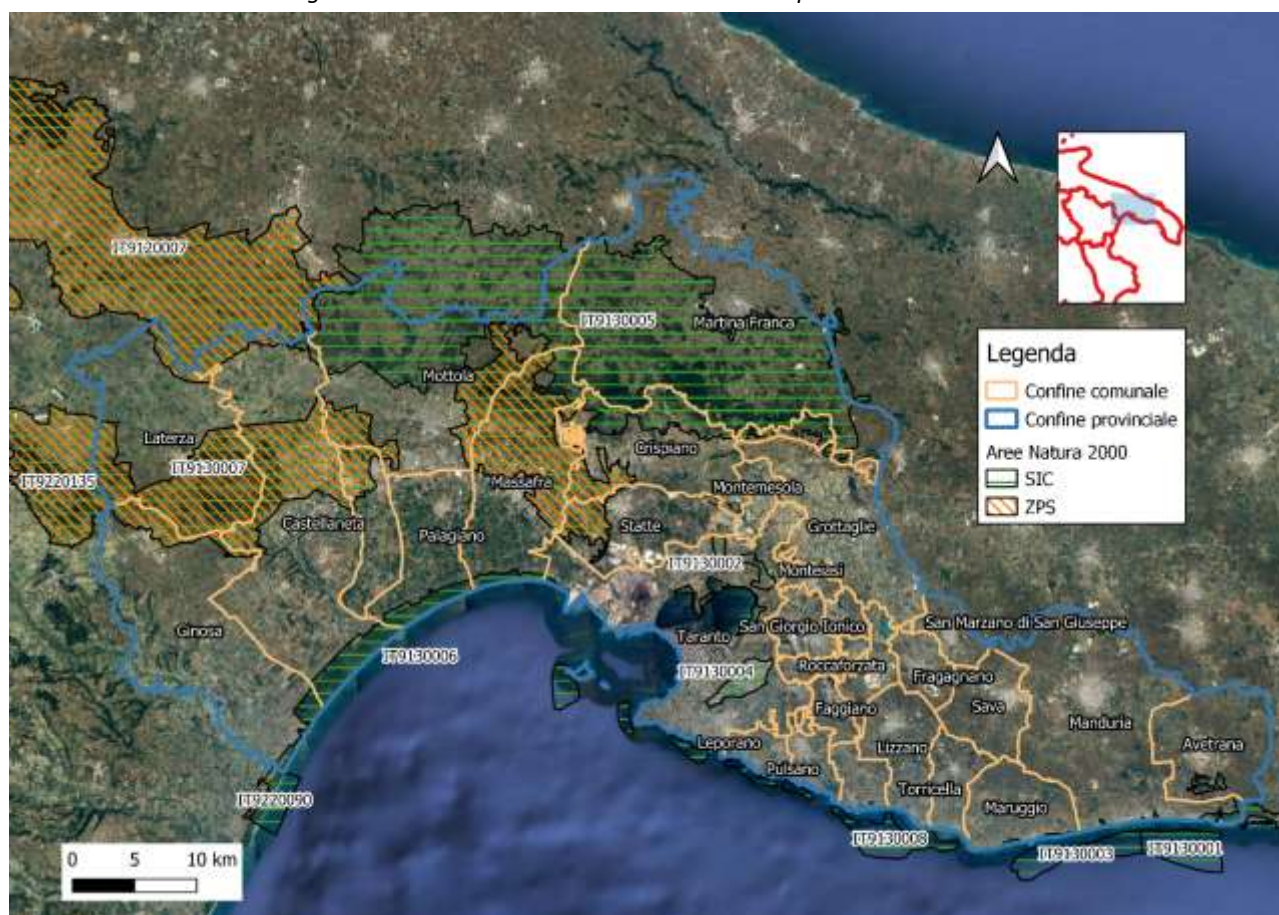 IT9120007
IT9130005
Martina Franca
Mottola
Laterza
IT9130007
IT9220135
Crispiano
Massafra
Montemesola
Castellaneta
Palagiano
Statte
Grottaglie
IT9130002
Monteiasi
Ginosa
Taranto
San Giorgio Ionico
San Marzano di San Giuseppe
IT9130006
IT9130004
Roccaforzata
Fragagnano
Faggiano
Sava
Manduria
Leporano
Lizzano
Avetrana
Pulsano
Torricella
Maruggio
IT9220090
IT9130008
IT9130003
IT9130001
Legenda
Confine comunale
Confine provinciale
Aree Natura 2000
SIC
ZPS
0 5 10 km